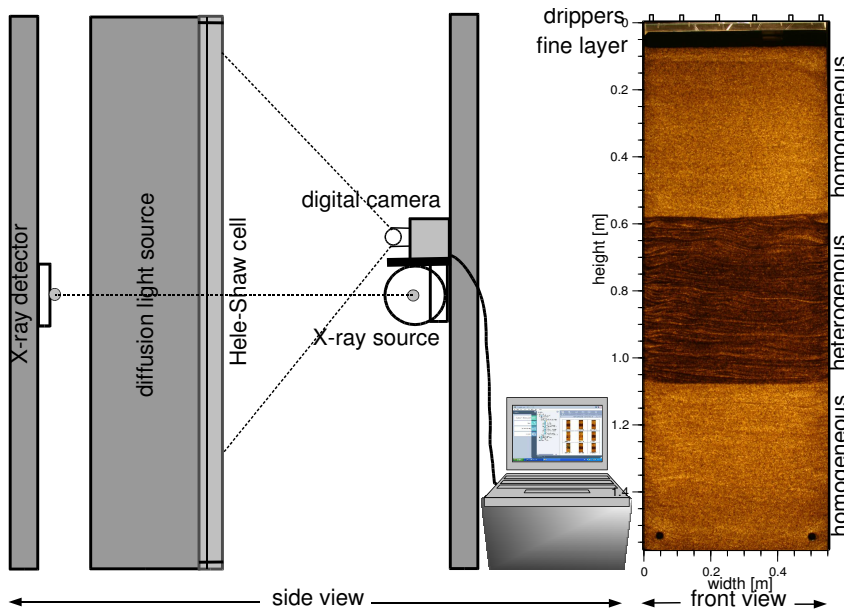 drippers
fine layer
0
0.2
0.4
0.6
0.8
1.0
1.2
1.4
height [m]
homogeneous
heterogenous
homogeneous
0
0.2
0.4
width [m]
front view
X-ray detector
diffusion light source
Hele-Shaw cell
digital camera
X-ray source
side view